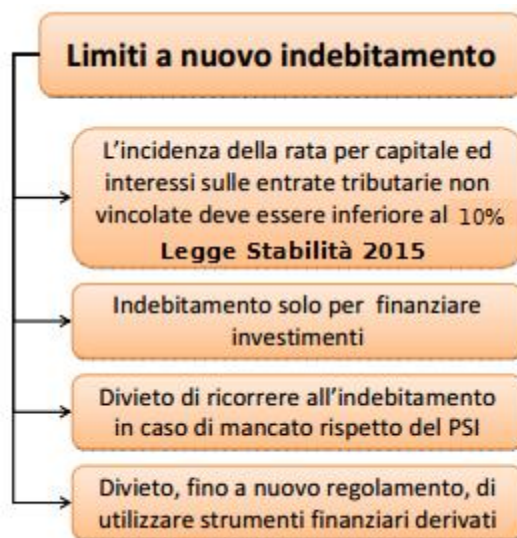 Limiti a nuovo indebitamento
L'incidenza della rata per capitale ed
interessi sulle entrate tributarie non
vincolate deve essere inferiore al 10%
Legge Stabilità 2015
Indebitamento solo per finanziare
investimenti
Divieto di ricorrere all'indebitamento
in caso di mancato rispetto del PSI
Divieto, fino a nuovo regolamento, di
utilizzare strumenti finanziari derivati